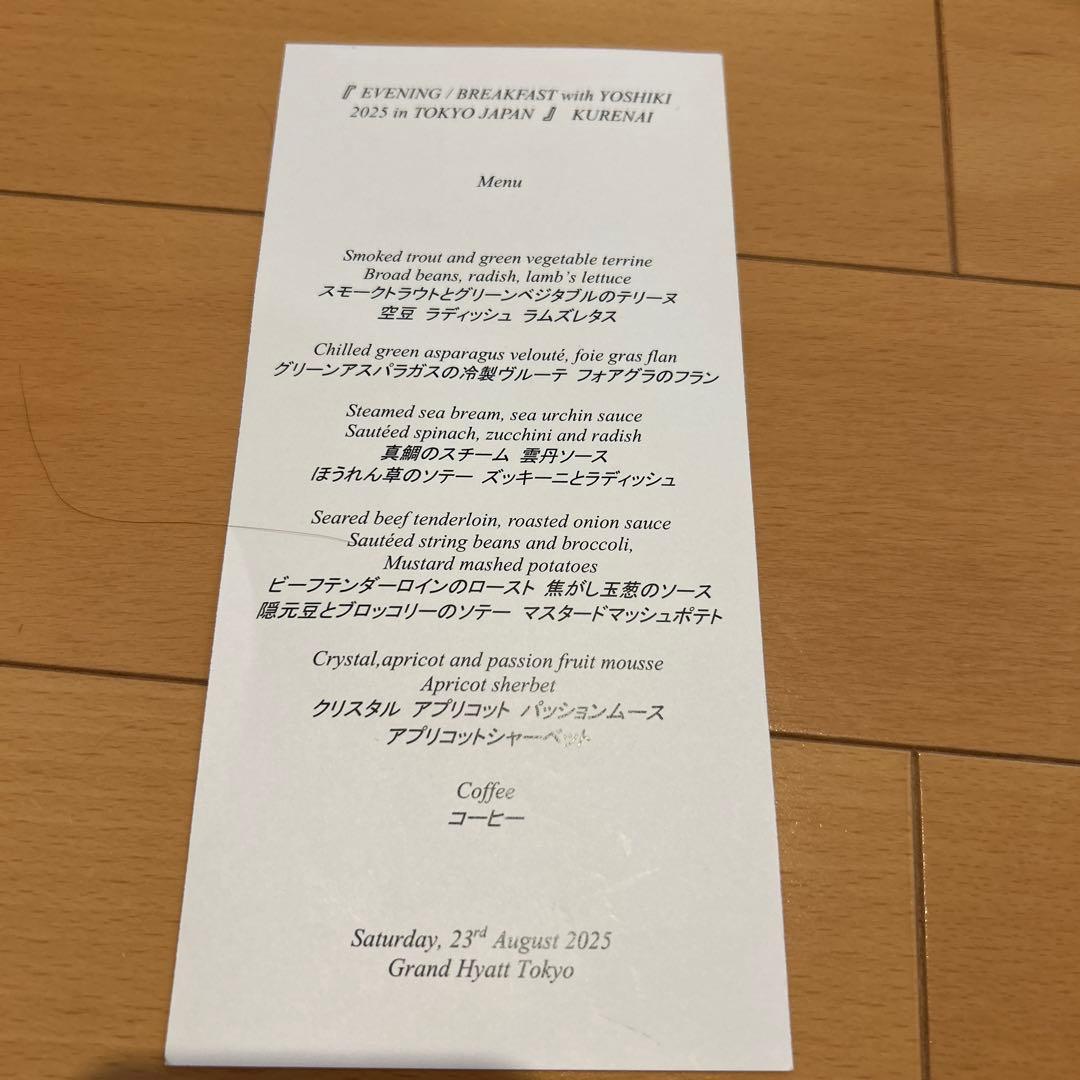 『 EVENING / BREAKFAST with YOSHIKI
2025 in TOKYO JAPAN 』 KURENAI
Menu
Smoked trout and green vegetable terrine
Broad beans, radish, lamb's lettuce
スモークトラウトとグリーンベジタブルのテリーヌ
空豆 ラディッシュ ラムズレタス
Chilled green asparagus velouté, foie gras flan
グリーンアスパラガスの冷製ヴルーテ フォアグラのフラン
Steamed sea bream, sea urchin sauce
Sautéed spinach, zucchini and radish
真鯛のスチーム 雲丹ソース
ほうれん草のソテー ズッキーニとラディッシュ
Seared beef tenderloin, roasted onion sauce
Sautéed string beans and broccoli,
Mustard mashed potatoes
ビーフテンダーロインのロースト 焦がし玉葱のソース
隠元豆とブロッコリーのソテー マスタードマッシュポテト
Crystal,apricot and passion fruit mousse
Apricot sherbet
クリスタル アプリコット パッションムース
アプリコットシャーベット
Coffee
コーヒー
Saturday, 23rd August 2025
Grand Hyatt Tokyo